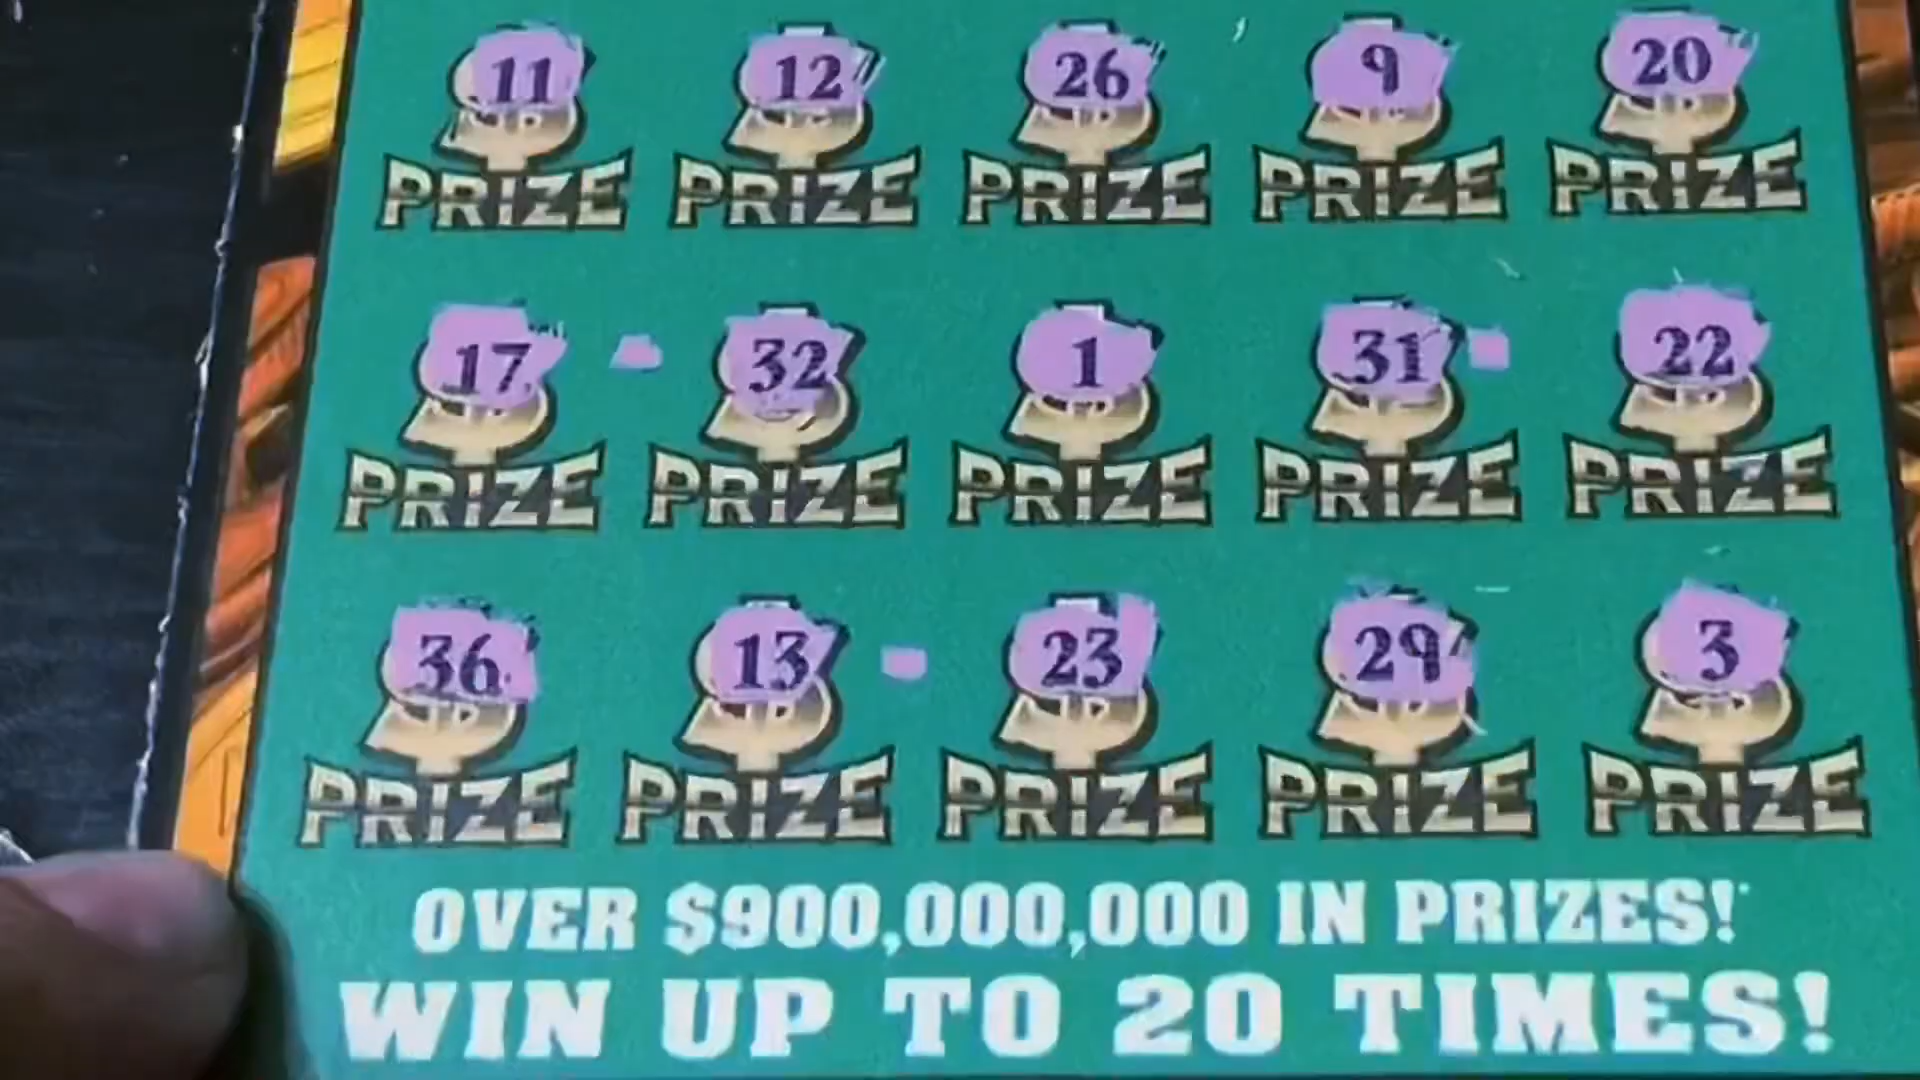 11 12 26 9 20
PRIZE PRIZE PRIZE PRIZE PRIZE
17 32 1 31 22
PRIZE PRIZE PRIZE PRIZE PRIZE
36 13 23 29 3
PRIZE PRIZE PRIZE PRIZE PRIZE
OVER $900,000,000 IN PRIZES!
WIN UP TO 20 TIMES!